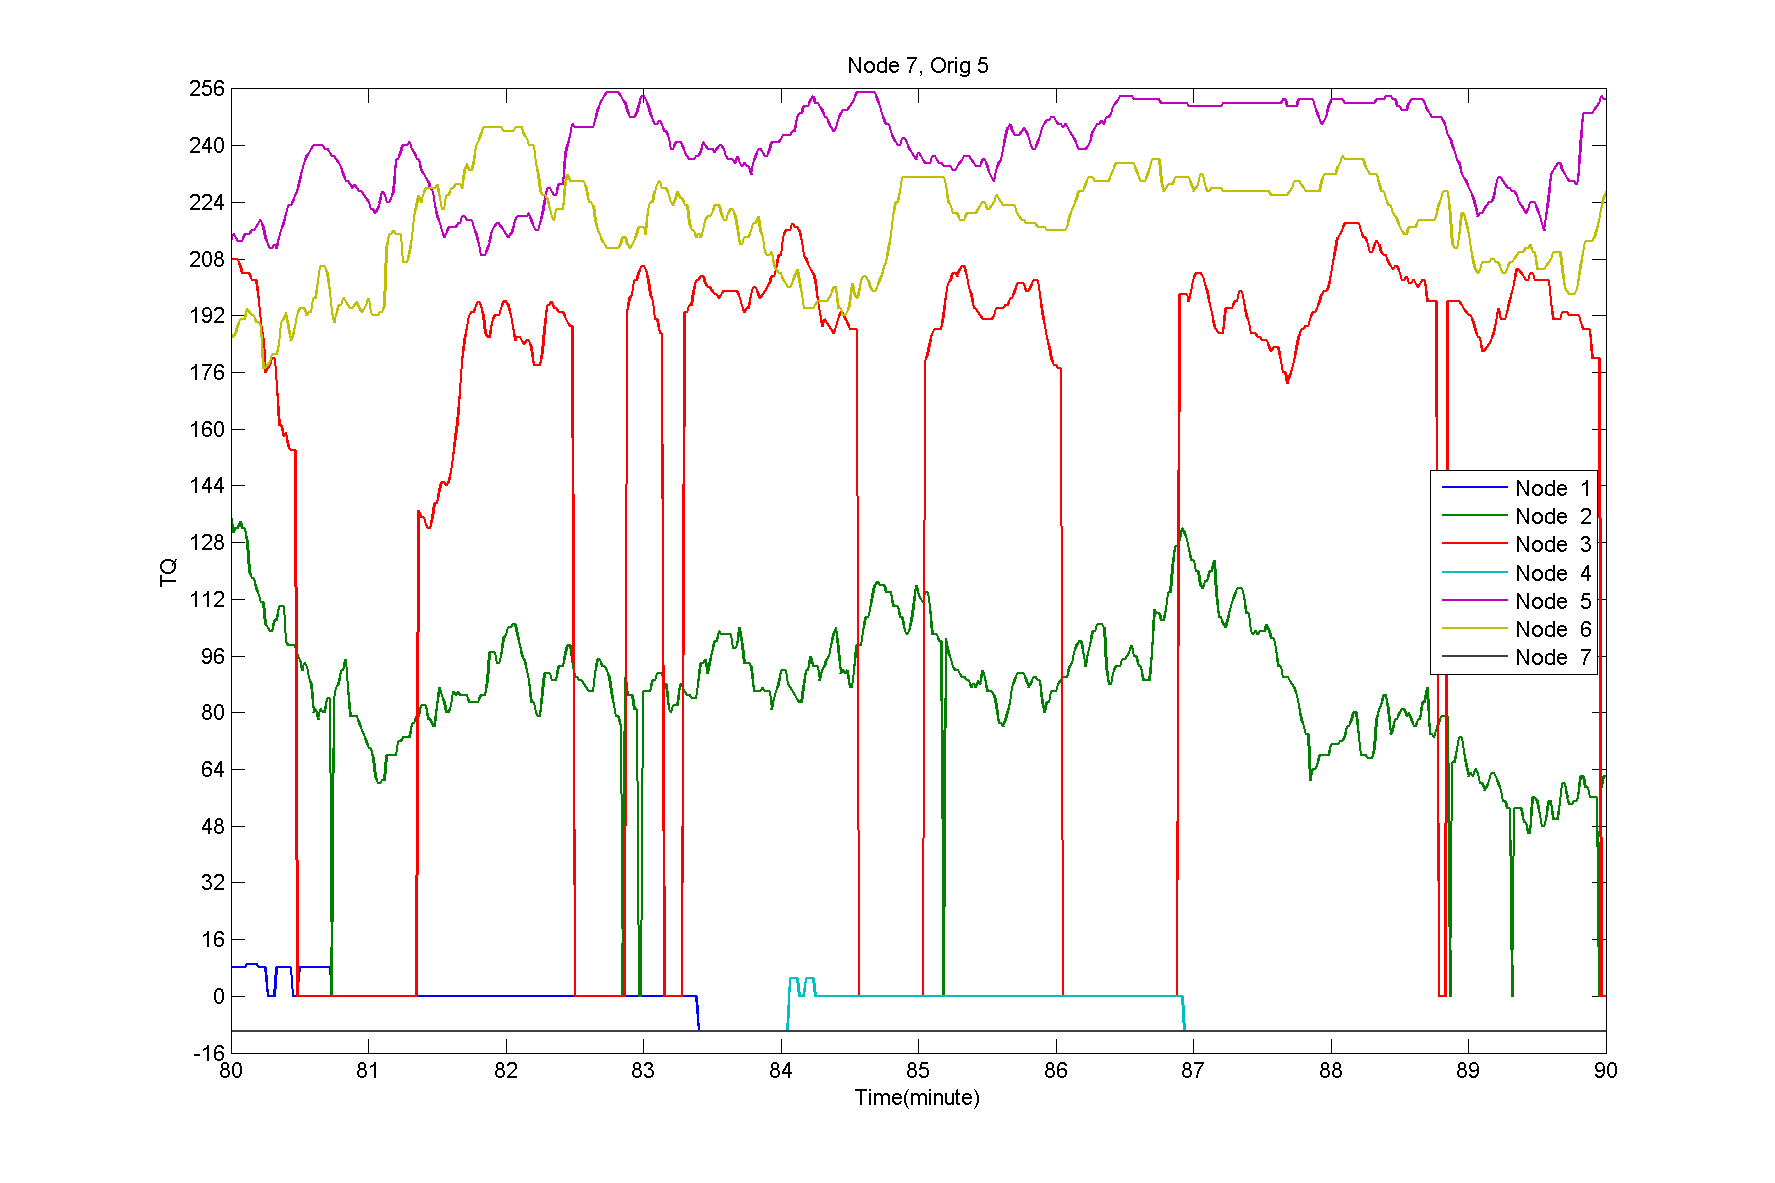 Node 7, Orig 5
256
240
224
208
192
176
160
144
128
112
96
80
64
48
32
16
0
-16
TQ
Node 1
Node 2
Node 3
Node 4
Node 5
Node 6
Node 7
80 81 82 83 84 85 86 87 88 89 90
Time(minute)